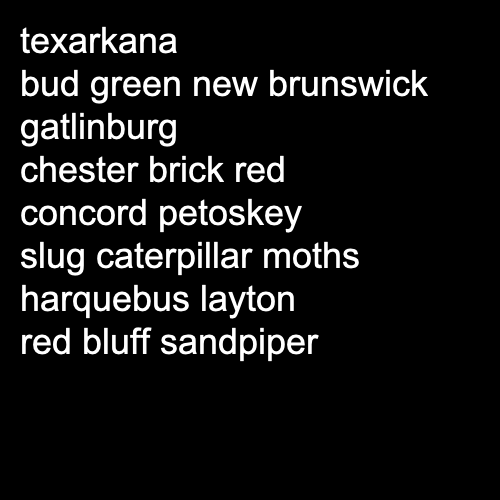 texarkana
bud green new brunswick
gatlinburg
chester brick red
concord petoskey
slug caterpillar moths
harquebus layton
red bluff sandpiper